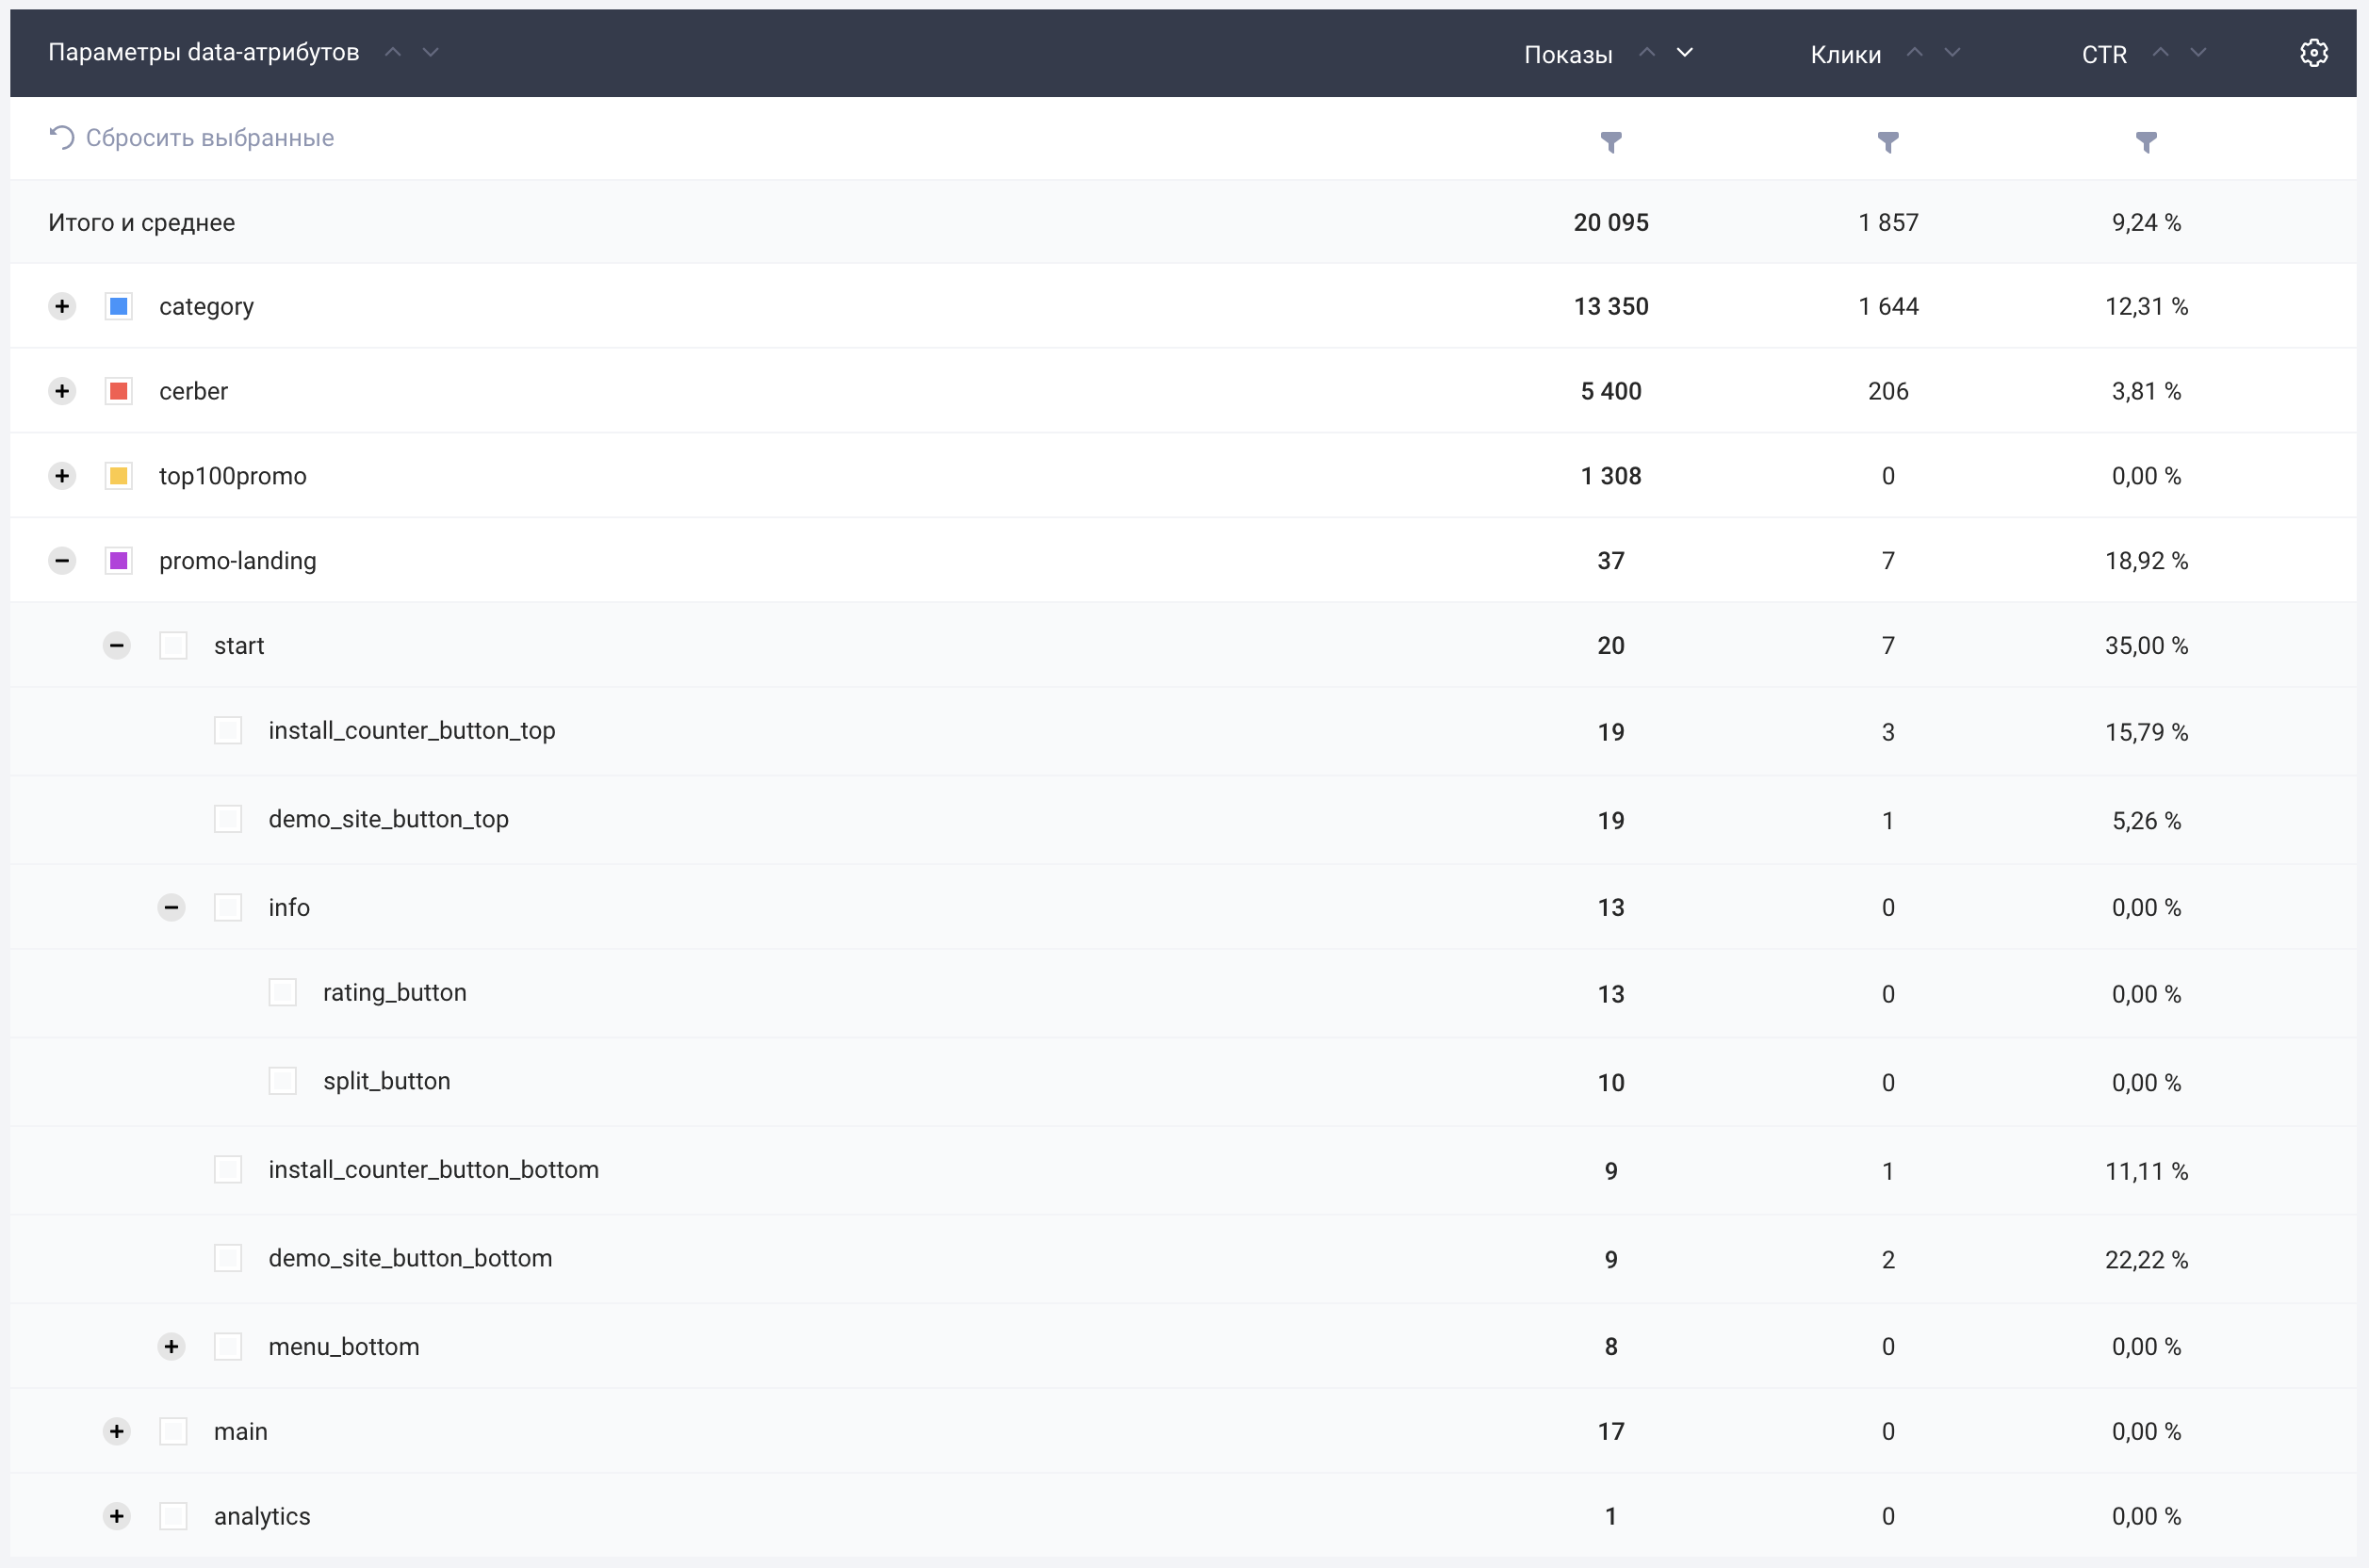 Параметры data-атрибутов Показы Клики CTR
Сбросить выбранные
Итого и среднее 20 095 1 857 9,24 %
category 13 350 1 644 12,31 %
cerber 5 400 206 3,81 %
top100promo 1 308 0 0,00 %
promo-landing 37 7 18,92 %
start 20 7 35,00 %
install_counter_button_top 19 3 15,79 %
demo_site_button_top 19 1 5,26 %
info 13 0 0,00 %
rating_button 13 0 0,00 %
split_button 10 0 0,00 %
install_counter_button_bottom 9 1 11,11 %
demo_site_button_bottom 9 2 22,22 %
menu_bottom 8 0 0,00 %
main 17 0 0,00 %
analytics 1 0 0,00 %